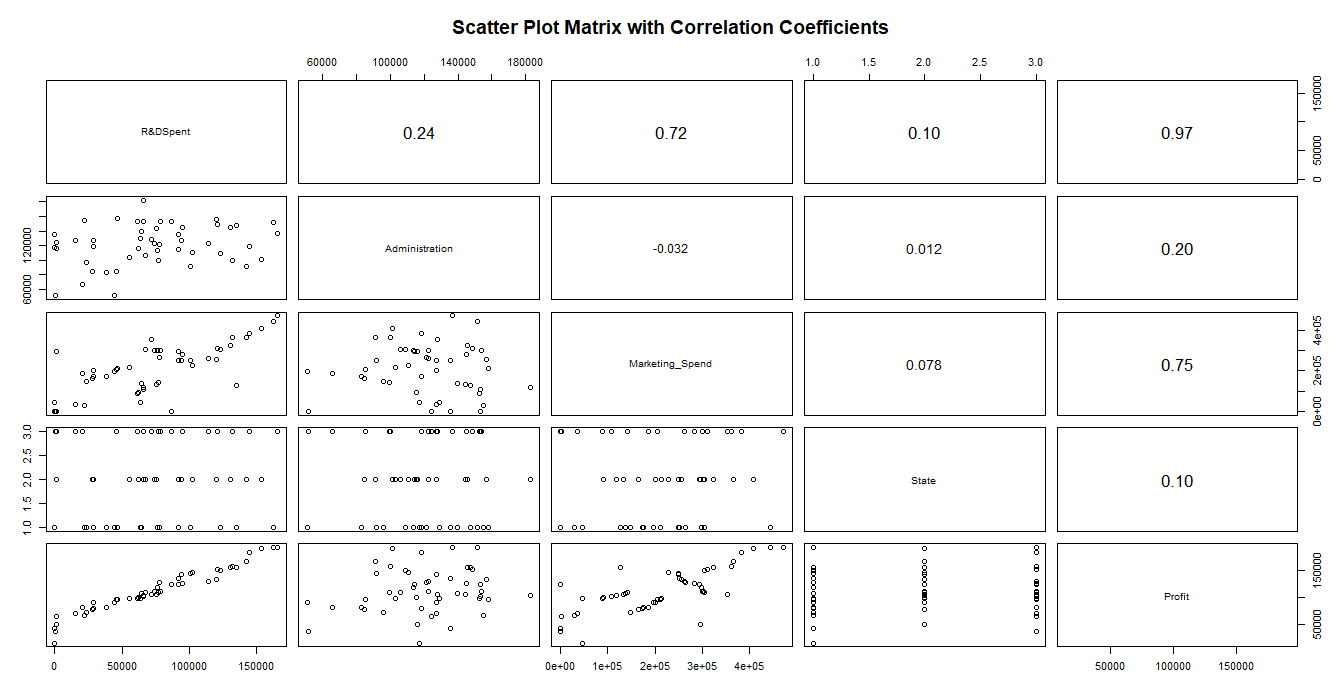 Scatter Plot Matrix with Correlation Coefficients
60000 100000 140000 180000 1.0 1.5 2.0 2.5 3.0
R&DSpent 0.24 0.72 0.10 0.97
0 50000 150000
60000 120000
Administration -0.032 0.012 0.20
Marketing_Spend 0.078 0.75
0e+00 2e+05 4e+05
1.0 1.5 2.0 2.5 3.0
State 0.10
Profit
50000 150000
0 50000 100000 150000 0e+00 1e+05 2e+05 3e+05 4e+05 50000 100000 150000